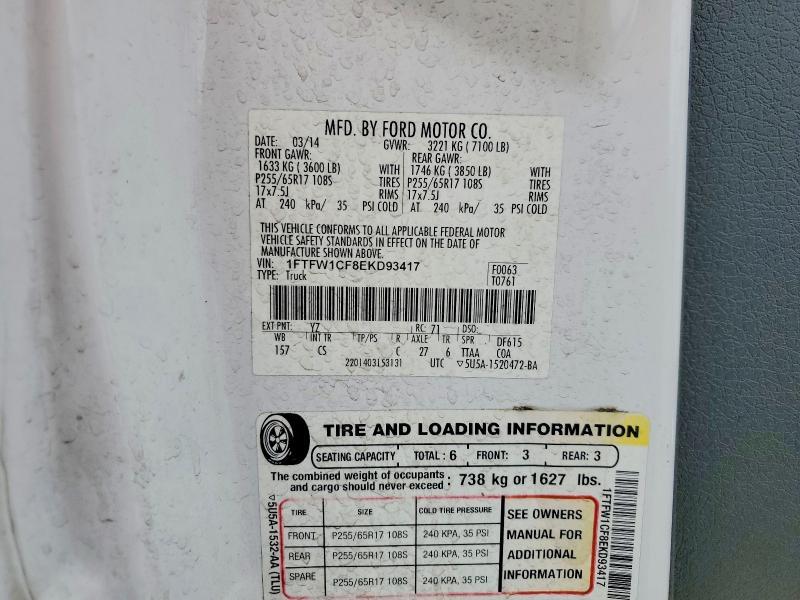 MFD. BY FORD MOTOR CO.
DATE: 03/14 GVWR: 3221 KG ( 7100 LB)
FRONT GAWR: REAR GAWR:
1633 KG ( 3600 LB) WITH 1746 KG ( 3850 LB) WITH
P255/65R17 108S TIRES P255/65R17 108S TIRES
17x7.5J RIMS 17x7.5J RIMS
AT 240 kPa/ 35 PSI COLD AT 240 kPa/ 35 PSI COLD
THIS VEHICLE CONFORMS TO ALL APPLICABLE FEDERAL MOTOR
VEHICLE SAFETY STANDARDS IN EFFECT ON THE DATE OF
MANUFACTURE SHOWN ABOVE.
VIN: 1FTFW1CF8EKD93417 F0063
TYPE: Truck T0761
EXT PNT: YZ RC: 71 DSO:
WB INT TR TP/PS R AXLE TR SPR DF615
157 CS - C 27 6 TTAA COA
2201403153131 UTC ▽5U5A-1520472-BA
TIRE AND LOADING INFORMATION
SEATING CAPACITY TOTAL : 6 FRONT: 3 REAR: 3
The combined weight of occupants and cargo should never exceed : 738 kg or 1627 lbs.
TIRE SIZE COLD TIRE PRESSURE
FRONT P255/65R17 108S 240 KPA, 35 PSI
REAR P255/65R17 108S 240 KPA, 35 PSI
SPARE P255/65R17 108S 240 KPA, 35 PSI
SEE OWNERS
MANUAL FOR
ADDITIONAL
INFORMATION
▽5U5A-1532-AA (TLU)
1FTFW1CF8EKD93417